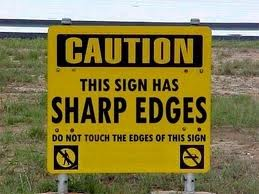 CAUTION
THIS SIGN HAS
SHARP EDGES
DO NOT TOUCH THE EDGES OF THIS SIGN